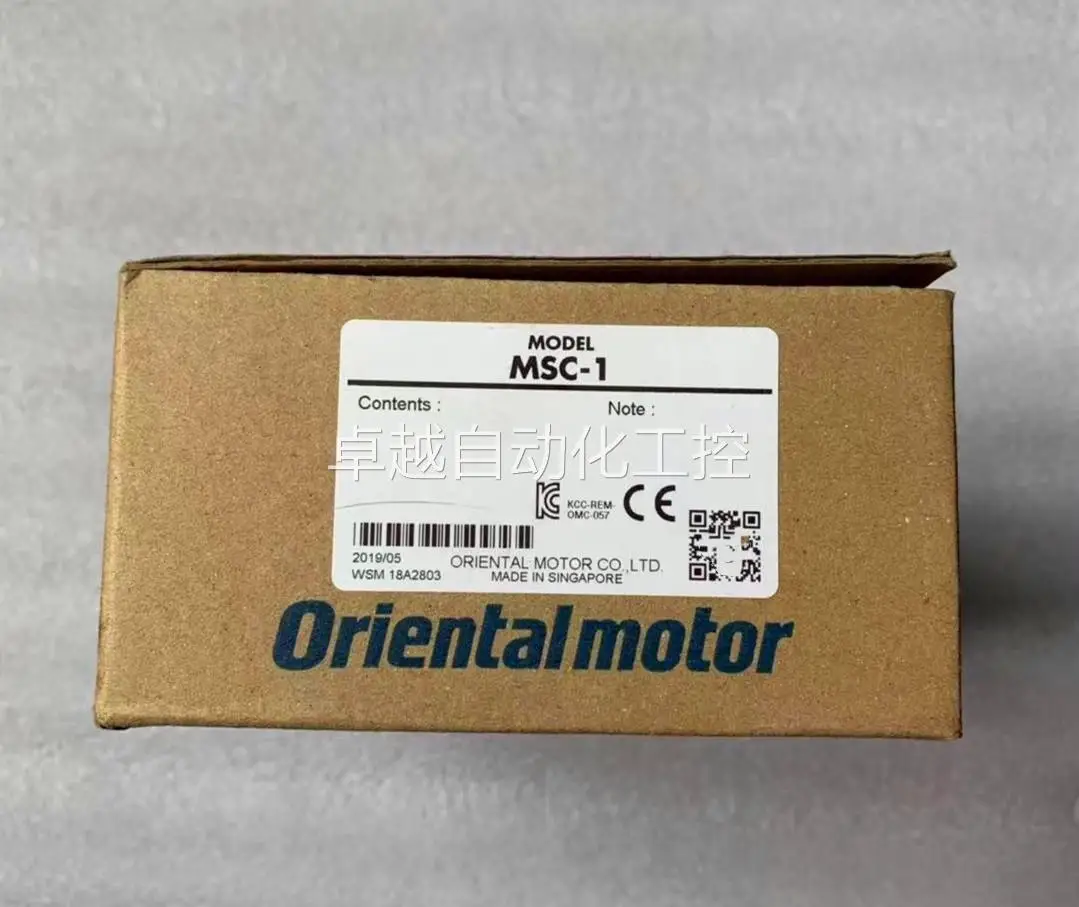 MODEL
MSC-1
Contents :
Note :
卓越自动化工控
KCC-REM-
OMC-057
CE
2019/05
ORIENTAL MOTOR CO.,LTD.
WSM 18A2803
MADE IN SINGAPORE
Orientalmotor